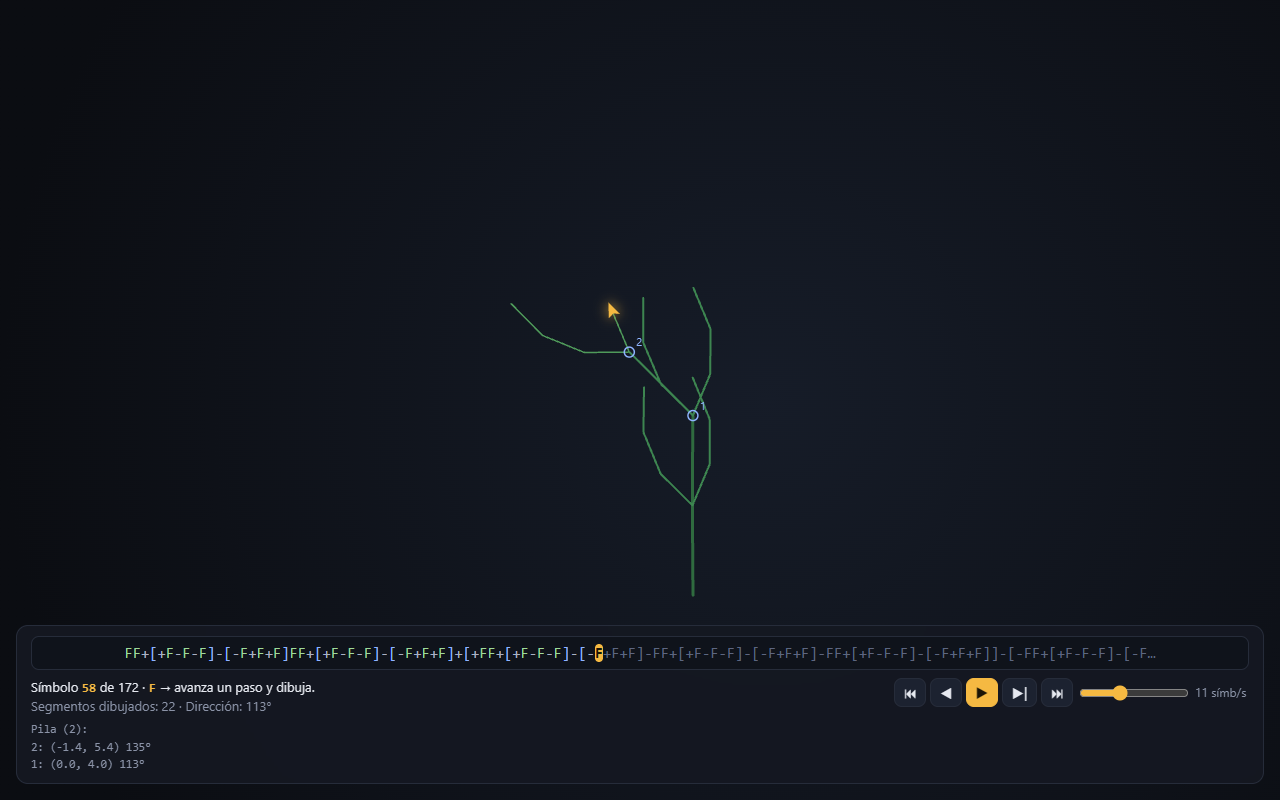 2
1
FF+[+F-F-F]-[-F+F+F]FF+[+F-F-F]-[-F+F+F]+[+FF+[+F-F-F]-[-F+F+F]-FF+[+F-F-F]-[-F+F+F]-FF+[+F-F-F]-[-F+F+F]]-[-FF+[+F-F-F]-[-F…
Símbolo 58 de 172 · F → avanza un paso y dibuja.
11 símb/s
Segmentos dibujados: 22 · Dirección: 113°
Pila (2):
2: (-1.4, 5.4) 135°
1: (0.0, 4.0) 113°